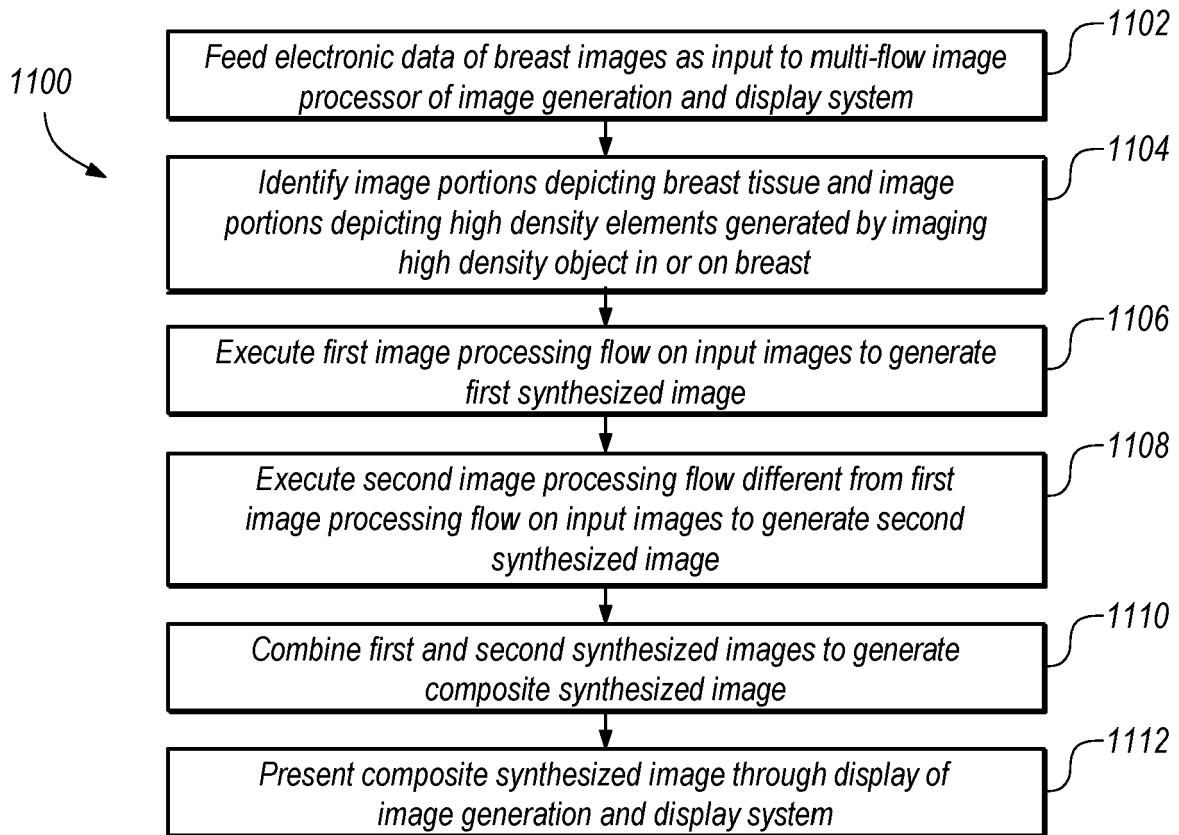 1100
Feed electronic data of breast images as input to multi-flow image
processor of image generation and display system
1102
Identify image portions depicting breast tissue and image
portions depicting high density elements generated by imaging
high density object in or on breast
1104
Execute first image processing flow on input images to generate
first synthesized image
1106
Execute second image processing flow different from first
image processing flow on input images to generate second
synthesized image
1108
Combine first and second synthesized images to generate
composite synthesized image
1110
Present composite synthesized image through display of
image generation and display system
1112